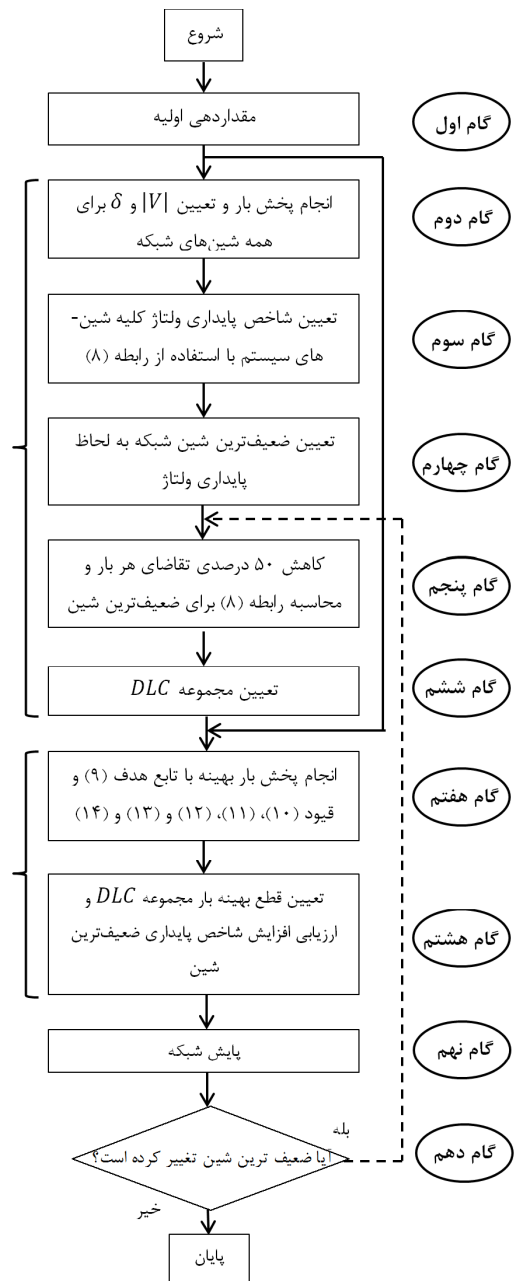 شروع
مقداردهی اولیه
گام اول
انجام پخش بار و تعیین |V| و δ برای
همه شین‌های شبکه
گام دوم
تعیین شاخص پایداری ولتاژ کلیه شین-
های سیستم با استفاده از رابطه (۸)
گام سوم
تعیین ضعیف‌ترین شین شبکه به لحاظ
پایداری ولتاژ
گام چهارم
کاهش ۵۰ درصدی تقاضای هر بار و
محاسبه رابطه (۸) برای ضعیف‌ترین شین
گام پنجم
تعیین مجموعه DLC
گام ششم
انجام پخش بار بهینه با تابع هدف (۹) و
قیود (۱۰)، (۱۱)، (۱۲) و (۱۳) و (۱۴)
گام هفتم
تعیین قطع بهینه بار مجموعه DLC و
ارزیابی افزایش شاخص پایداری ضعیف‌ترین
شین
گام هشتم
پایش شبکه
گام نهم
بله
آیا ضعیف ترین شین تغییر کرده است؟
گام دهم
خیر
پایان